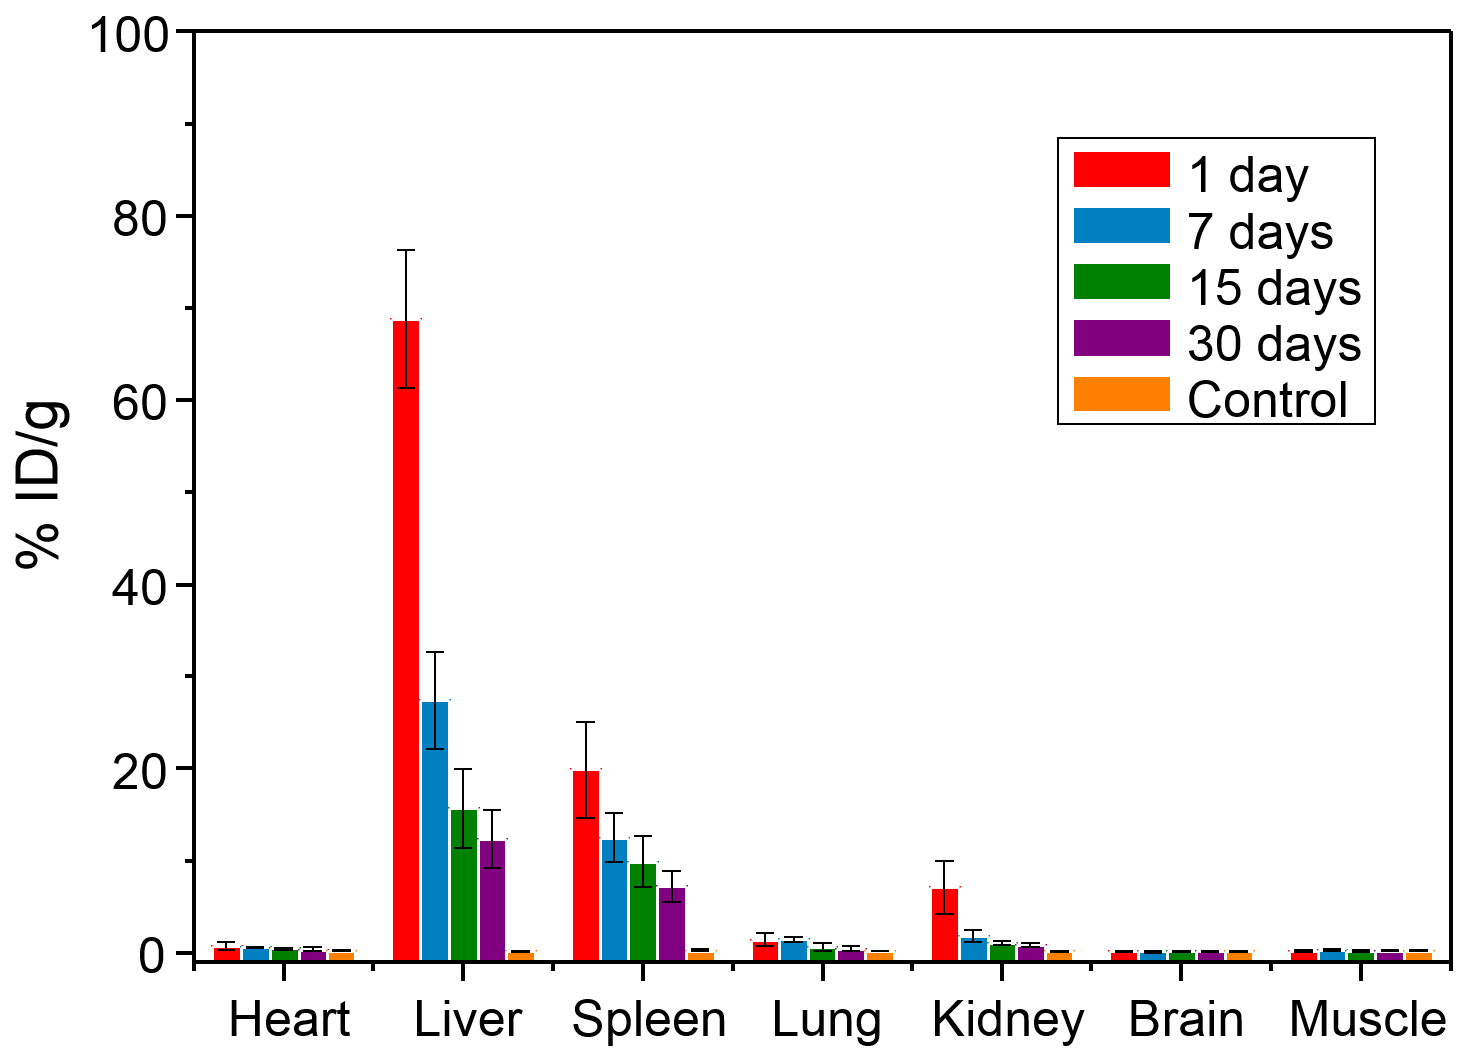 % ID/g
100
80
60
40
20
0
1 day
7 days
15 days
30 days
Control
Heart Liver Spleen Lung Kidney Brain Muscle